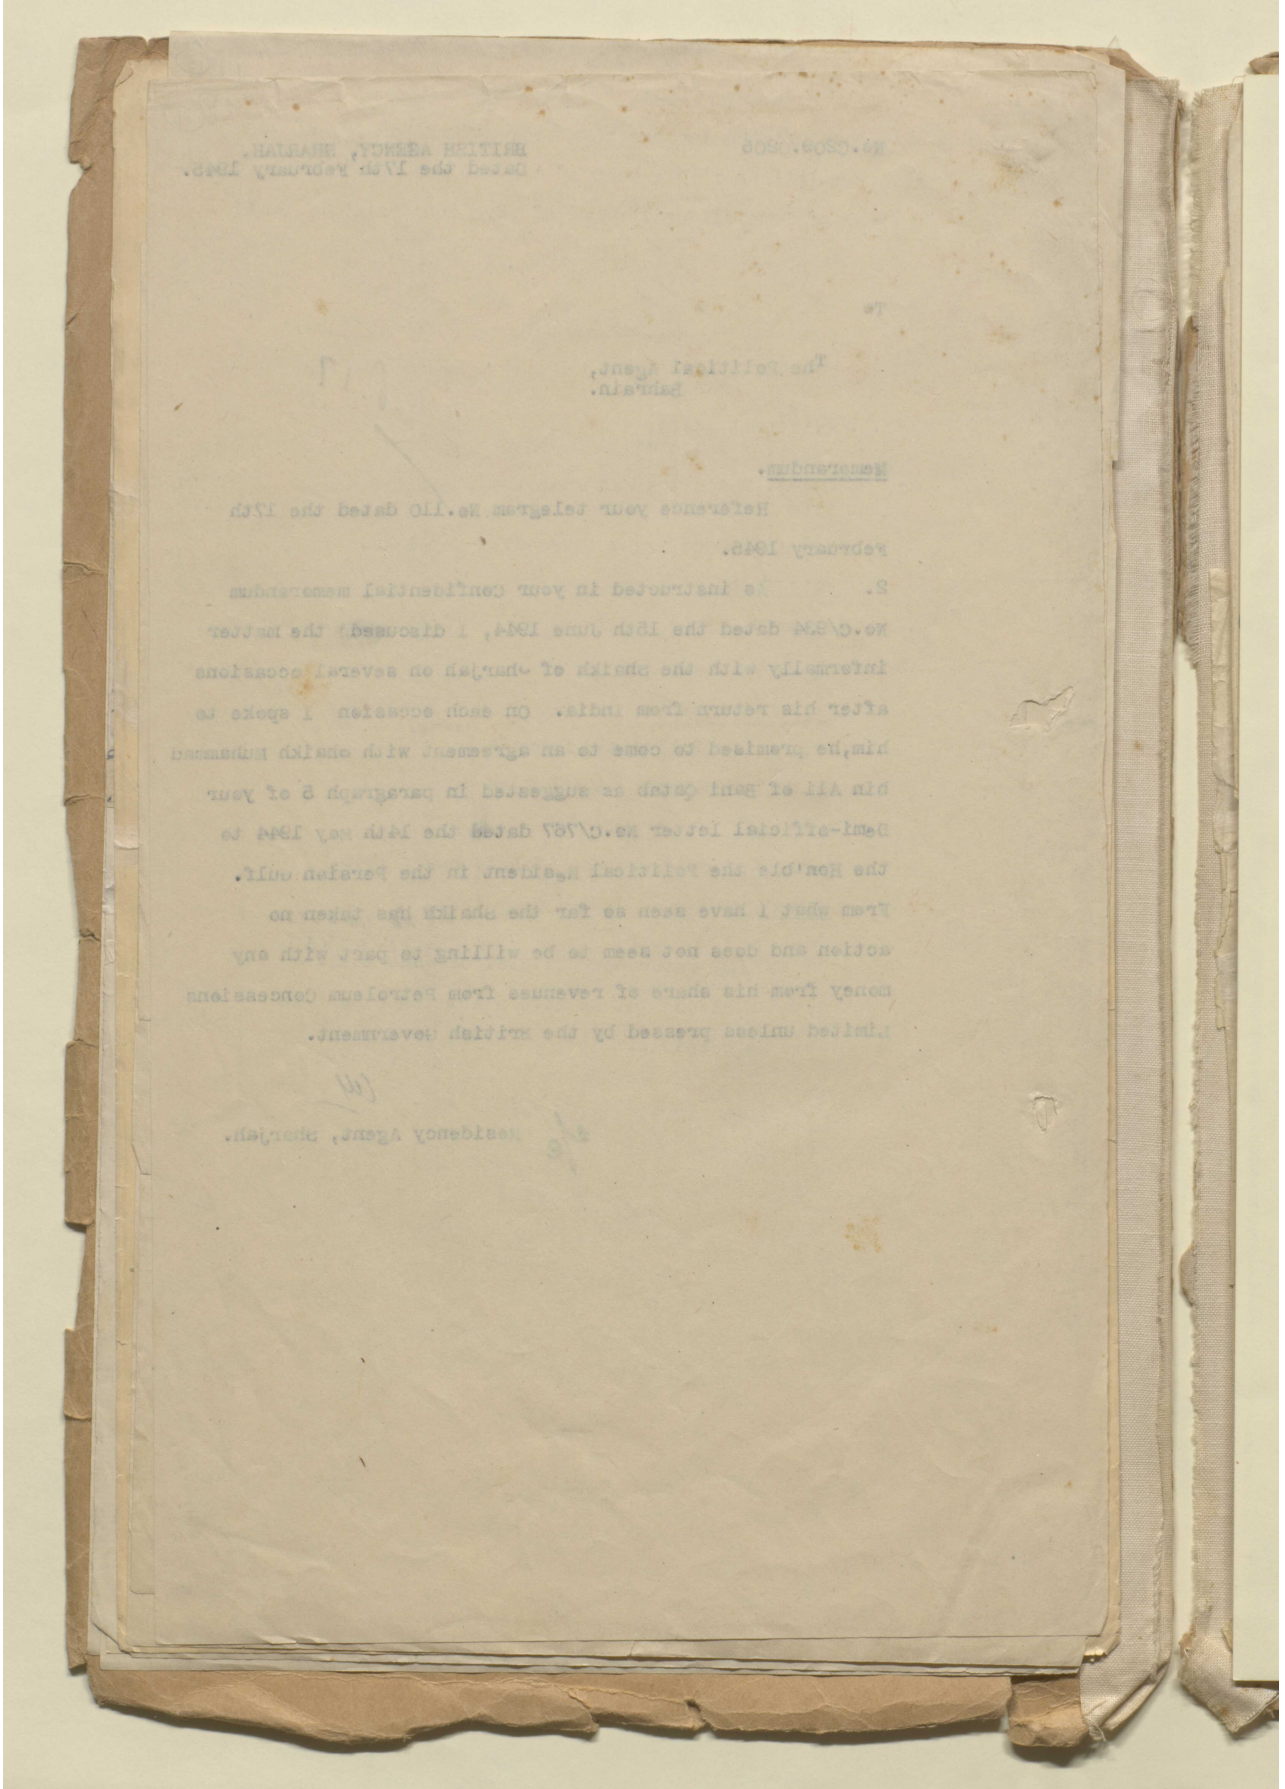 No.C209.0206
BRITISH AGENCY, SHARJAH.
Dated the 17th February 1945.
To
The Political Agent,
Bahrain.
Memorandum.
Reference your telegram No.110 dated the 17th
February 1945.
2. As instructed in your Confidential memorandum
No.C/934 dated the 15th June 1944, I discussed the matter
informally with the Shaikh of Sharjah on several occasions
after his return from India. On each occasion I spoke to
him,he promised to come to an agreement with Shaikh Muhammad
bin Ali of Bani Qatab as suggested in paragraph 5 of your
Demi-official letter No.C/767 dated the 14th May 1944 to
the Hon'ble the Political Resident in the Persian Gulf.
From what I have seen so far the Shaikh has taken no
action and does not seem to be willing to part with any
money from his share of revenues from Petroleum Concessions
Limited unless pressed by the British Government.
Residency Agent, Sharjah.